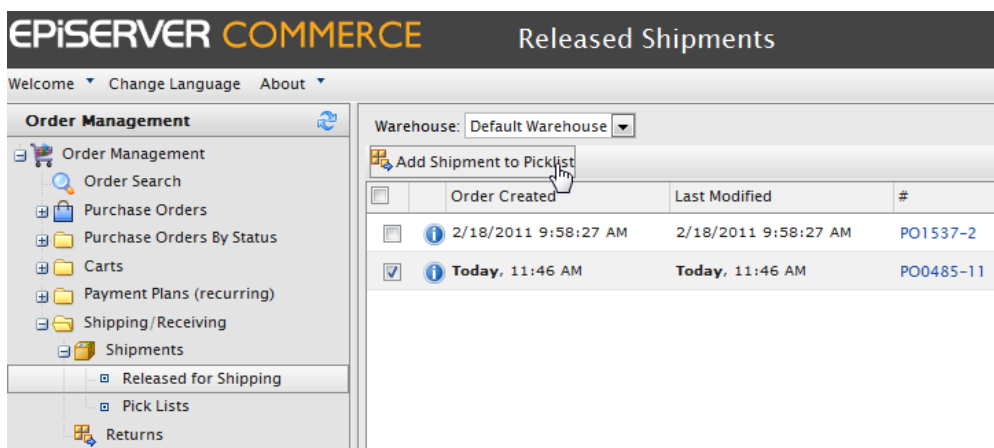 EPiSERVER COMMERCE
Released Shipments
Welcome Change Language About
Order Management
Order Management
Order Search
Purchase Orders
Purchase Orders By Status
Carts
Payment Plans (recurring)
Shipping/Receiving
Shipments
Released for Shipping
Pick Lists
Returns
Warehouse: Default Warehouse
Add Shipment to Picklist
Order Created Last Modified #
2/18/2011 9:58:27 AM 2/18/2011 9:58:27 AM PO1537-2
Today, 11:46 AM Today, 11:46 AM PO0485-11